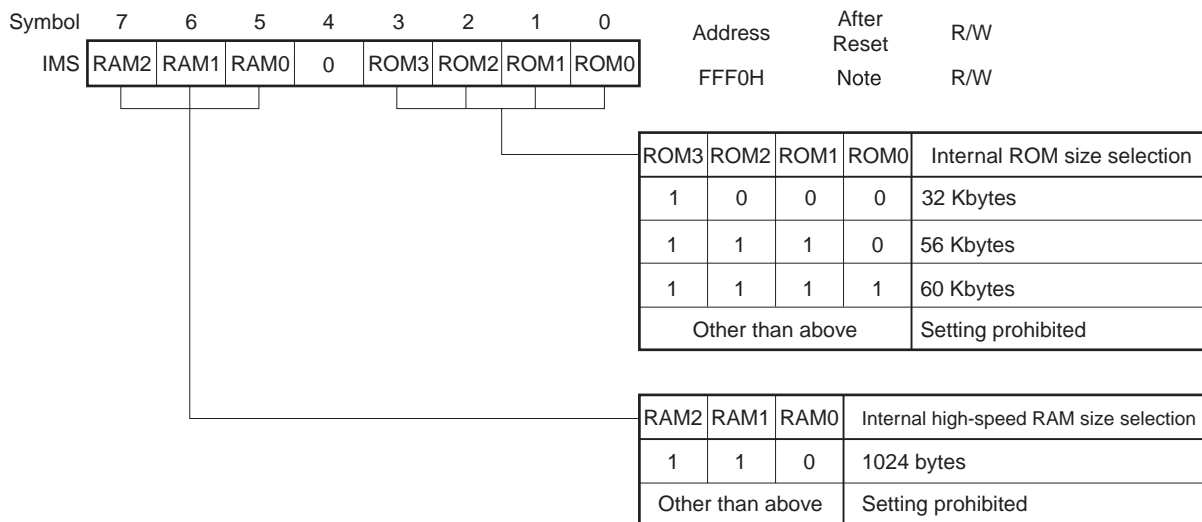 Symbol 7 6 5 4 3 2 1 0 Address After Reset R/W
IMS RAM2 RAM1 RAM0 0 ROM3 ROM2 ROM1 ROM0 FFF0H Note R/W
ROM3 ROM2 ROM1 ROM0 Internal ROM size selection
1 0 0 0 32 Kbytes
1 1 1 0 56 Kbytes
1 1 1 1 60 Kbytes
Other than above Setting prohibited
RAM2 RAM1 RAM0 Internal high-speed RAM size selection
1 1 0 1024 bytes
Other than above Setting prohibited